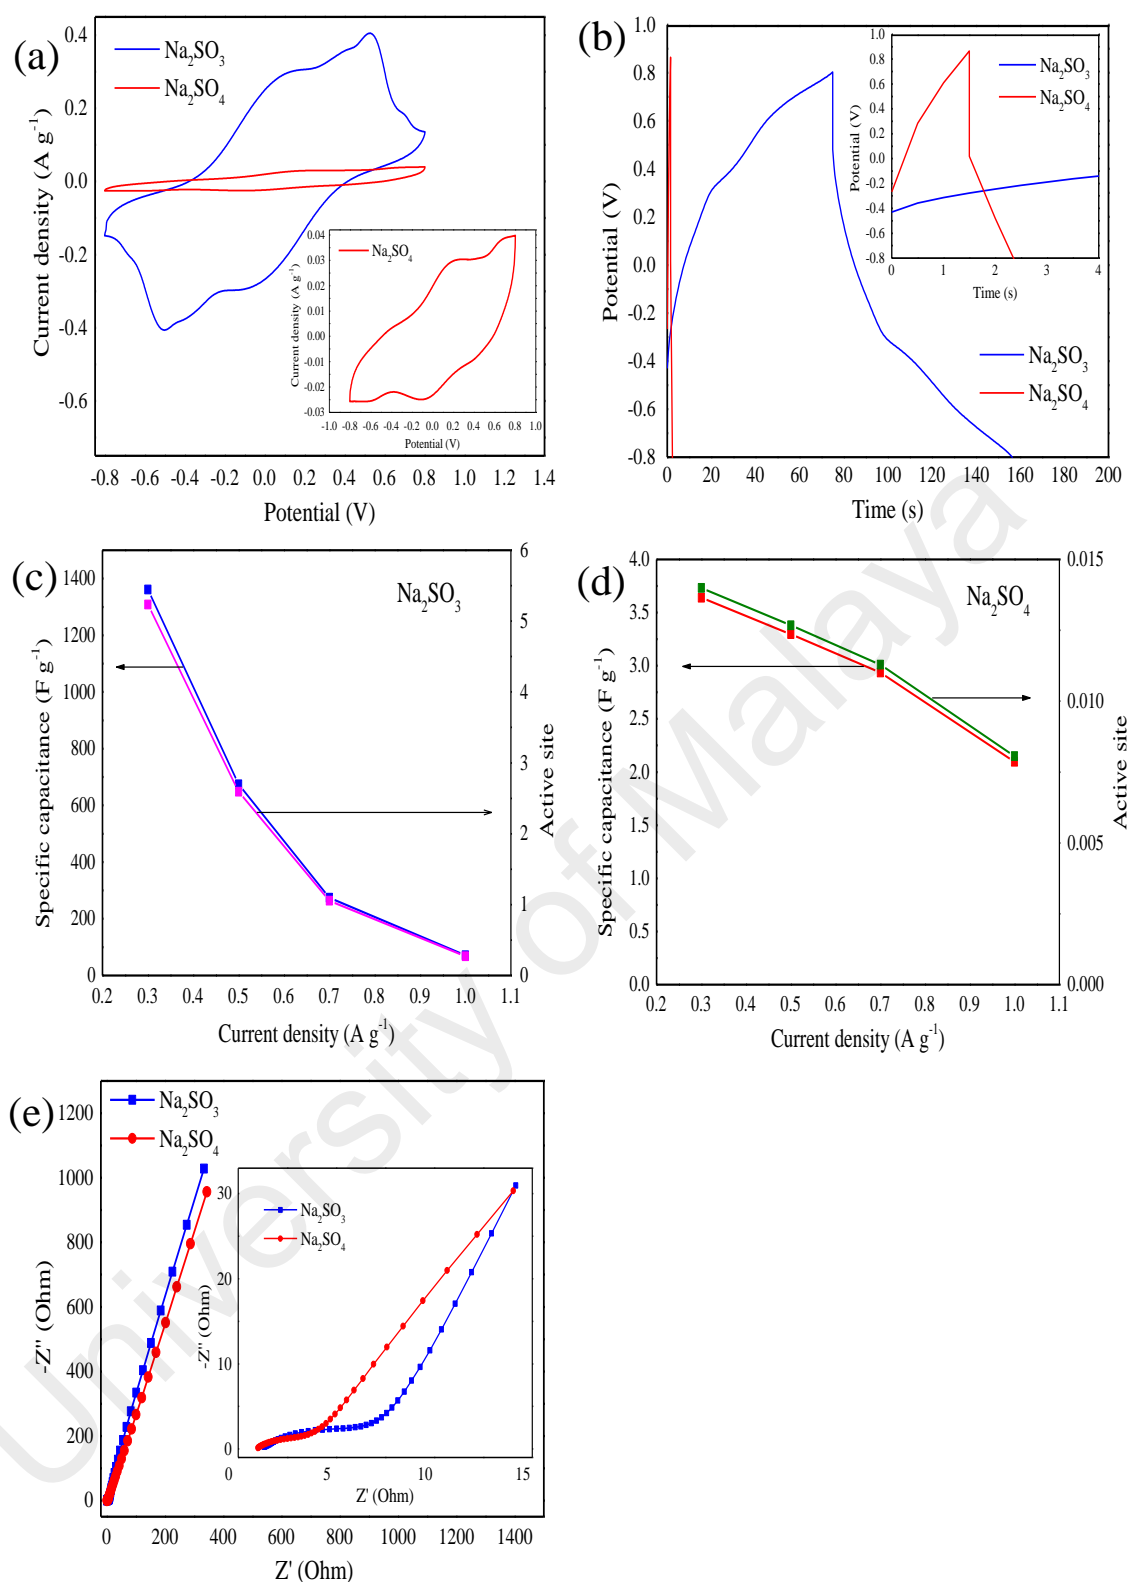 (a)
Na₂SO₃
Na₂SO₄
Current density (A g⁻¹)
0.4
0.2
0.0
-0.2
-0.4
-0.6
-0.8 -0.6 -0.4 -0.2 0.0 0.2 0.4 0.6 0.8 1.0 1.2 1.4
Potential (V)
Na₂SO₄
Current density (A g⁻¹)
0.04
0.03
0.02
0.01
0.00
-0.01
-0.02
-0.03
-1.0 -0.8 -0.6 -0.4 -0.2 0.0 0.2 0.4 0.6 0.8 1.0
Potential (V)
(b)
Potential (V)
1.0
0.8
0.6
0.4
0.2
0.0
-0.2
-0.4
-0.6
-0.8
0 20 40 60 80 100 120 140 160 180 200
Time (s)
Na₂SO₃
Na₂SO₄
Potential (V)
1.0
0.8
0.6
0.4
0.2
0.0
-0.2
-0.4
-0.6
-0.8
0 1 2 3 4
Time (s)
Na₂SO₃
Na₂SO₄
(c)
Na₂SO₃
Specific capacitance (F g⁻¹)
1400
1200
1000
800
600
400
200
0
Active site
6
5
4
3
2
1
0
0.2 0.3 0.4 0.5 0.6 0.7 0.8 0.9 1.0 1.1
Current density (A g⁻¹)
(d)
Na₂SO₄
Specific capacitance (F g⁻¹)
4.0
3.5
3.0
2.5
2.0
1.5
1.0
0.5
0.0
Active site
0.015
0.010
0.005
0.000
0.2 0.3 0.4 0.5 0.6 0.7 0.8 0.9 1.0 1.1
Current density (A g⁻¹)
(e)
Na₂SO₃
Na₂SO₄
-Z'' (Ohm)
1200
1000
800
600
400
200
0
0 200 400 600 800 1000 1200 1400
Z' (Ohm)
Na₂SO₃
Na₂SO₄
-Z'' (Ohm)
30
20
10
0
0 5 10 15
Z' (Ohm)
University of Malaya